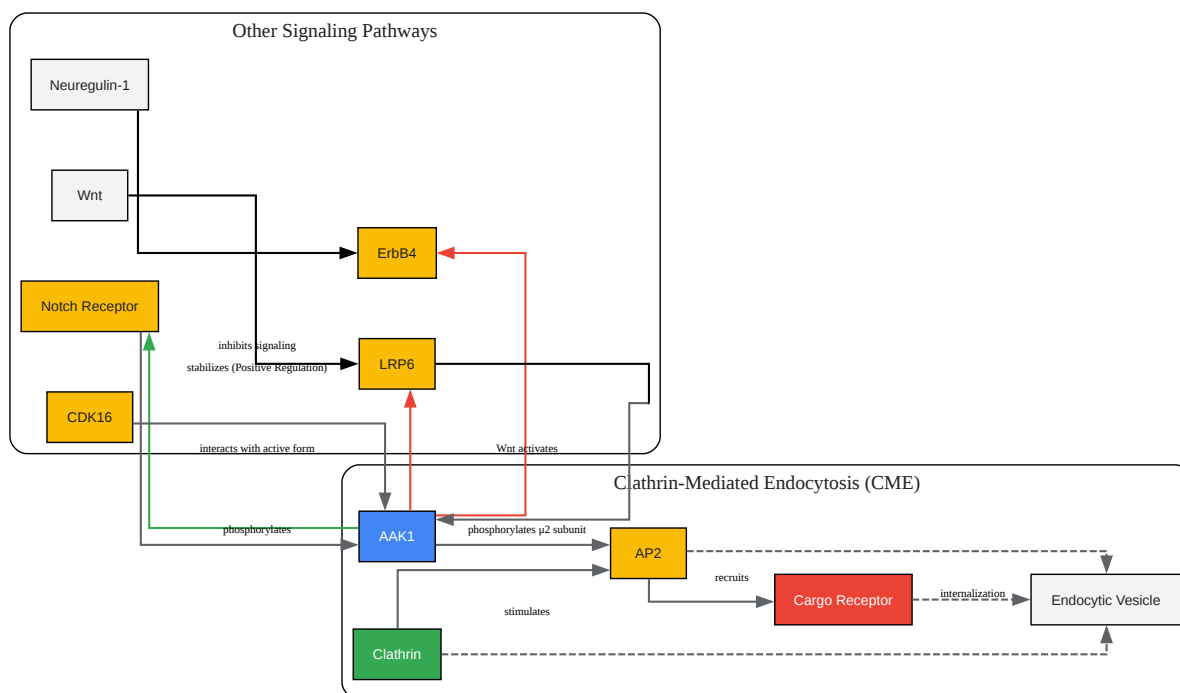 Other Signaling Pathways
Neuregulin-1
Wnt
ErbB4
Notch Receptor
inhibits signaling
stabilizes (Positive Regulation)
LRP6
CDK16
interacts with active form
Wnt activates
Clathrin-Mediated Endocytosis (CME)
phosphorylates
AAK1
phosphorylates μ2 subunit
AP2
recruits
Cargo Receptor
internalization
Endocytic Vesicle
stimulates
Clathrin